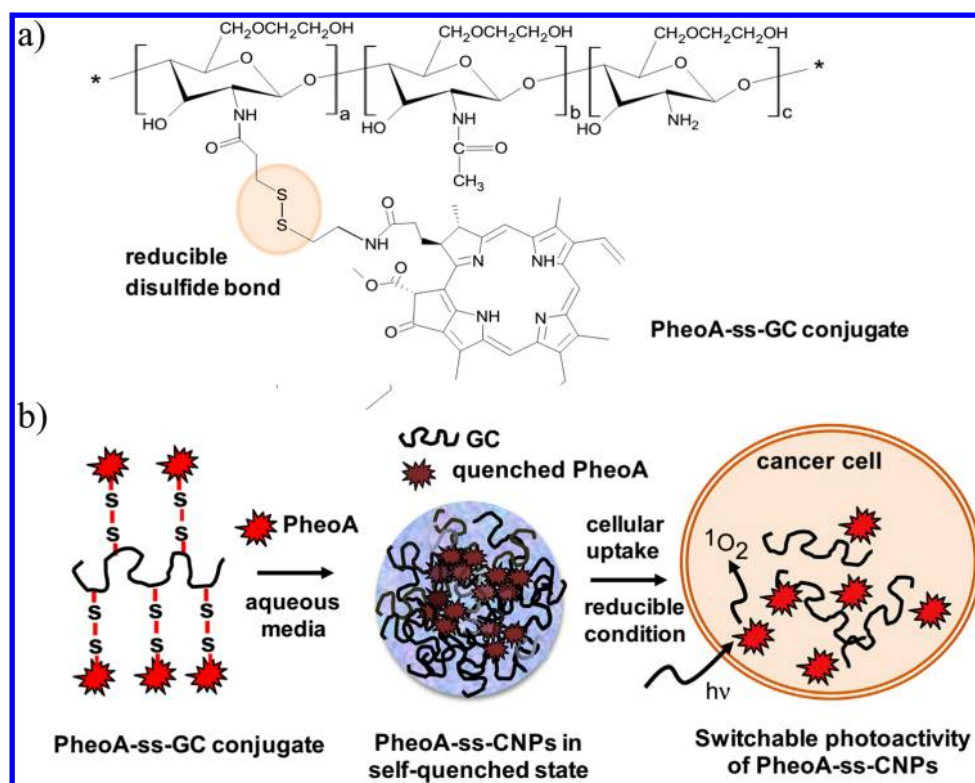 a)
CH₂OCH₂CH₂OH CH₂OCH₂CH₂OH CH₂OCH₂CH₂OH
* O O O O O O *
HO NH a HO NH b HO NH₂ c
O C O
CH₃
S
S
O
NH
reducible
disulfide bond
N HN
O
O
O
NH N
PheoA-ss-GC conjugate
b)
GC
quenched PheoA
cancer cell
S S
S S
PheoA
cellular
uptake
¹O₂
aqueous
media
reducible
condition
S S S
S S S
hν
PheoA-ss-GC conjugate
PheoA-ss-CNPs in
self-quenched state
Switchable photoactivity
of PheoA-ss-CNPs